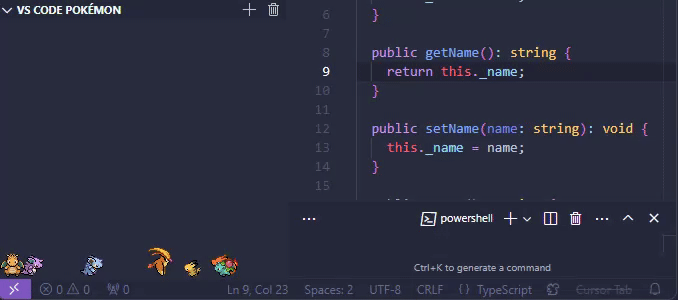 VS CODE POKÉMON
6 }
7
8 public getName(): string {
9 return this._name;
10 }
11
12 public setName(name: string): void {
13 this._name = name;
14 }
15
powershell
Ctrl+K to generate a command
0 0 0 Ln 9, Col 23 Spaces: 2 UTF-8 CRLF {} TypeScript Cursor Tab